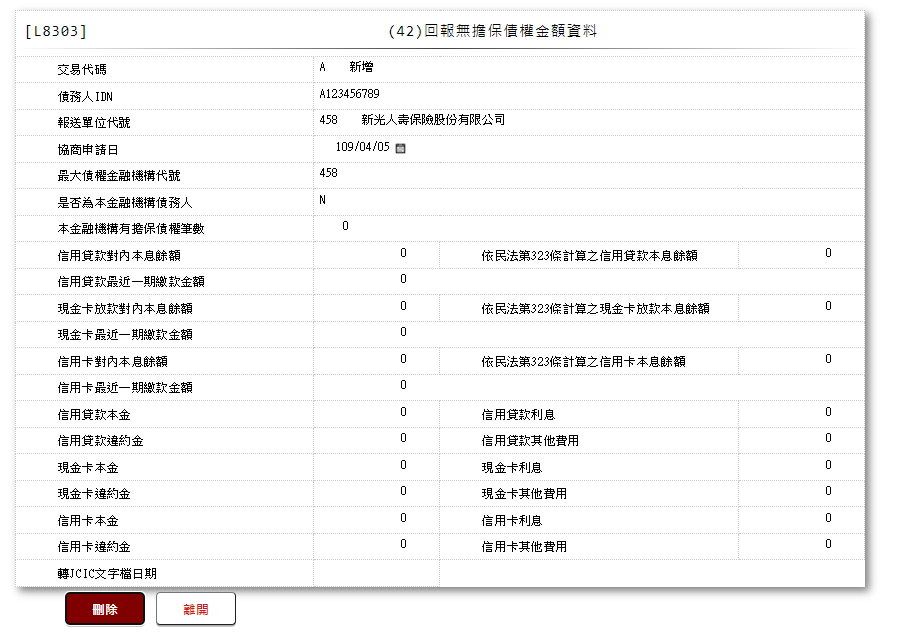 [L8303] (42)回報無擔保債權金額資料
交易代碼 A 新增
債務人IDN A123456789
報送單位代號 458 新光人壽保險股份有限公司
協商申請日 109/04/05
最大債權金融機構代號 458
是否為本金融機構債務人 N
本金融機構有擔保債權筆數 0
信用貸款對內本息餘額 0 依民法第323條計算之信用貸款本息餘額 0
信用貸款最近一期繳款金額 0
現金卡放款對內本息餘額 0 依民法第323條計算之現金卡放款本息餘額 0
現金卡最近一期繳款金額 0
信用卡對內本息餘額 0 依民法第323條計算之信用卡本息餘額 0
信用卡最近一期繳款金額 0
信用貸款本金 0 信用貸款利息 0
信用貸款違約金 0 信用貸款其他費用 0
現金卡本金 0 現金卡利息 0
現金卡違約金 0 現金卡其他費用 0
信用卡本金 0 信用卡利息 0
信用卡違約金 0 信用卡其他費用 0
轉JCIC文字檔日期
刪除 離開